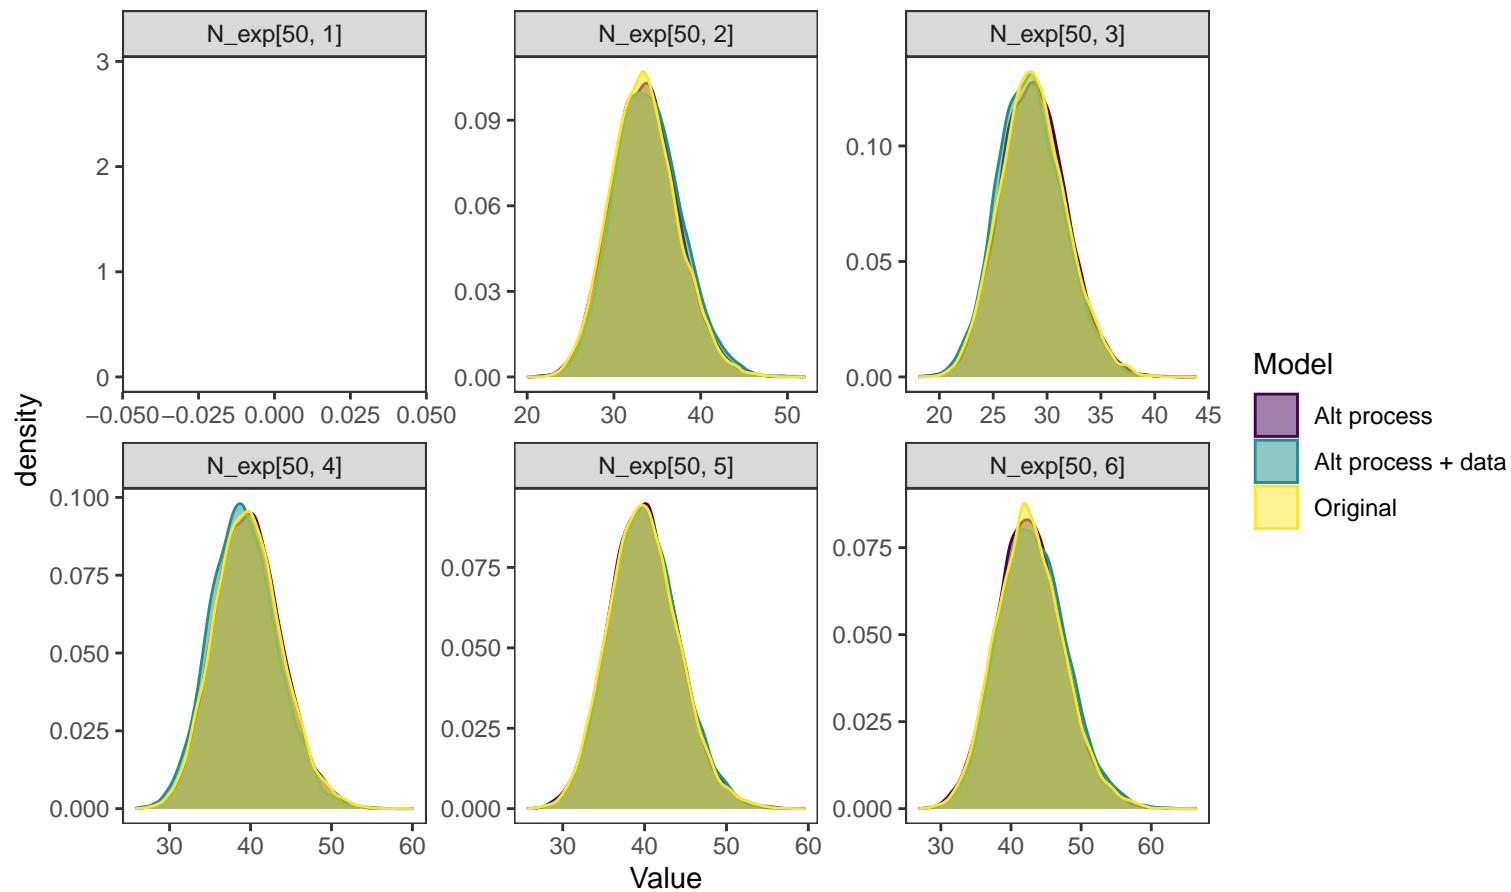 N_exp[50, 1] N_exp[50, 2] N_exp[50, 3]
3
2
1
0
−0.050 −0.025 0.000 0.025 0.050
0.09
0.06
0.03
0.00
20 30 40 50
0.10
0.05
0.00
20 25 30 35 40 45
density
N_exp[50, 4] N_exp[50, 5] N_exp[50, 6]
0.100
0.075
0.050
0.025
0.000
30 40 50 60
0.075
0.050
0.025
0.000
30 40 50 60
0.075
0.050
0.025
0.000
30 40 50 60
Value
Model
Alt process
Alt process + data
Original